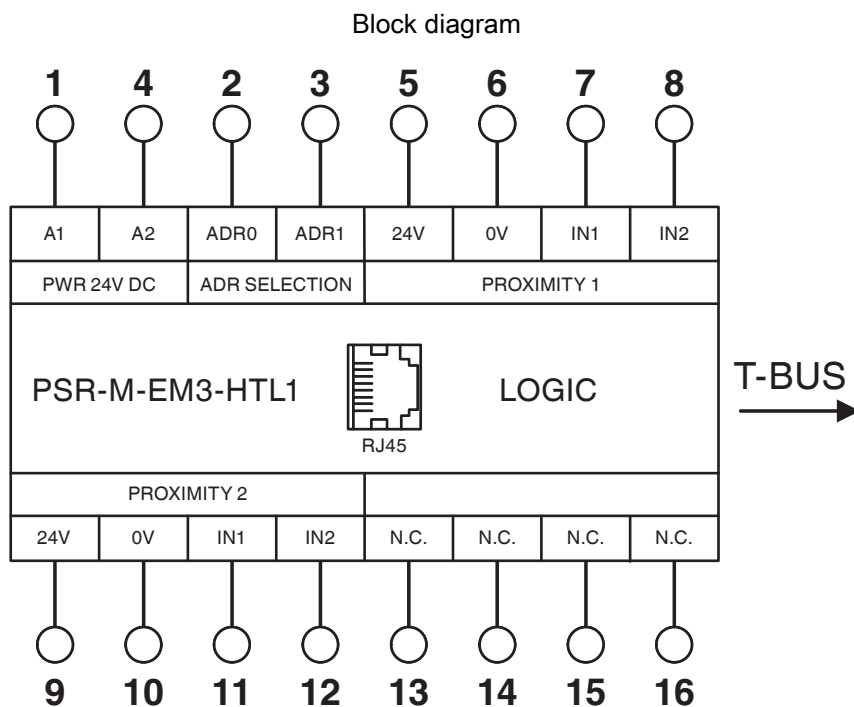 Block diagram
1 4 2 3 5 6 7 8
A1 A2 ADR0 ADR1 24V 0V IN1 IN2
PWR 24V DC ADR SELECTION PROXIMITY 1
PSR-M-EM3-HTL1 LOGIC T-BUS
RJ45
PROXIMITY 2
24V 0V IN1 IN2 N.C. N.C. N.C. N.C.
9 10 11 12 13 14 15 16